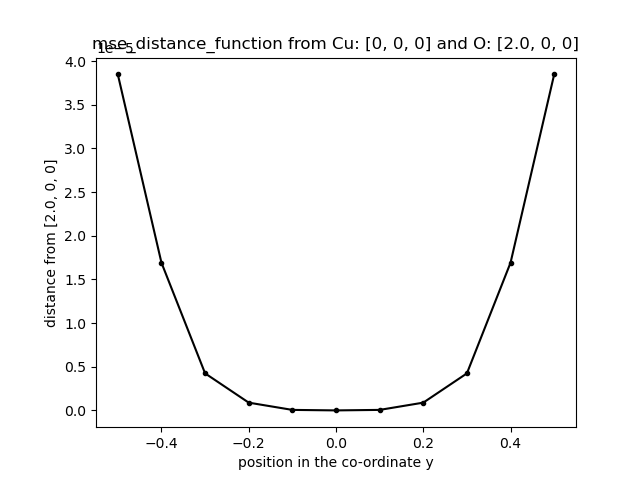 mse_distance_function from Cu: [0, 0, 0] and O: [2.0, 0, 0]
1e−5
4.0
3.5
3.0
2.5
2.0
1.5
1.0
0.5
0.0
distance from [2.0, 0, 0]
−0.4 −0.2 0.0 0.2 0.4
position in the co-ordinate y